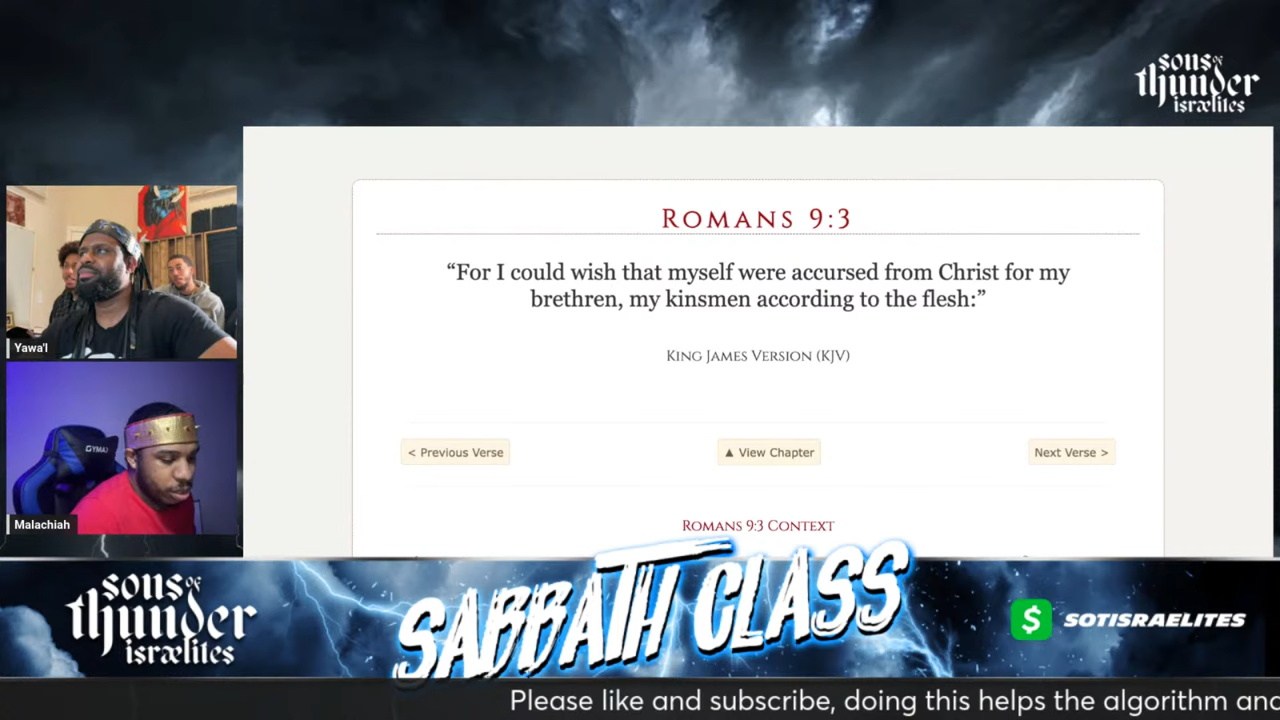 sons of
thunder
israelites
Romans 9:3
“For I could wish that myself were accursed from Christ for my
brethren, my kinsmen according to the flesh:”
King James Version (KJV)
< Previous Verse
▲ View Chapter
Next Verse >
Romans 9:3 Context
Yawa'l
GYMAX
Malachiah
sons of
thunder
israelites
SABBATH CLASS
$ SOTISRAELITES
Please like and subscribe, doing this helps the algorithm and